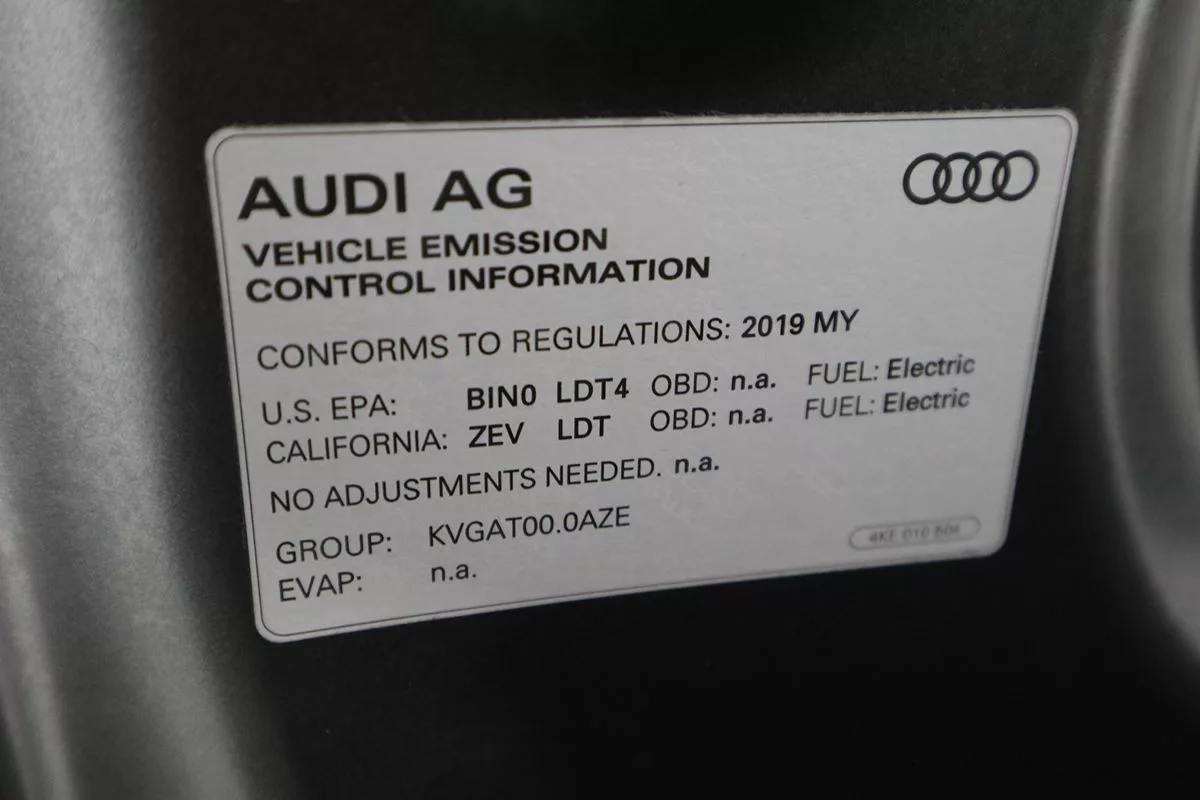 AUDI AG
VEHICLE EMISSION
CONTROL INFORMATION
CONFORMS TO REGULATIONS: 2019 MY
U.S. EPA: BIN0 LDT4 OBD: n.a. FUEL: Electric
CALIFORNIA: ZEV LDT OBD: n.a. FUEL: Electric
NO ADJUSTMENTS NEEDED. n.a.
GROUP: KVGAT00.0AZE
EVAP: n.a.
010